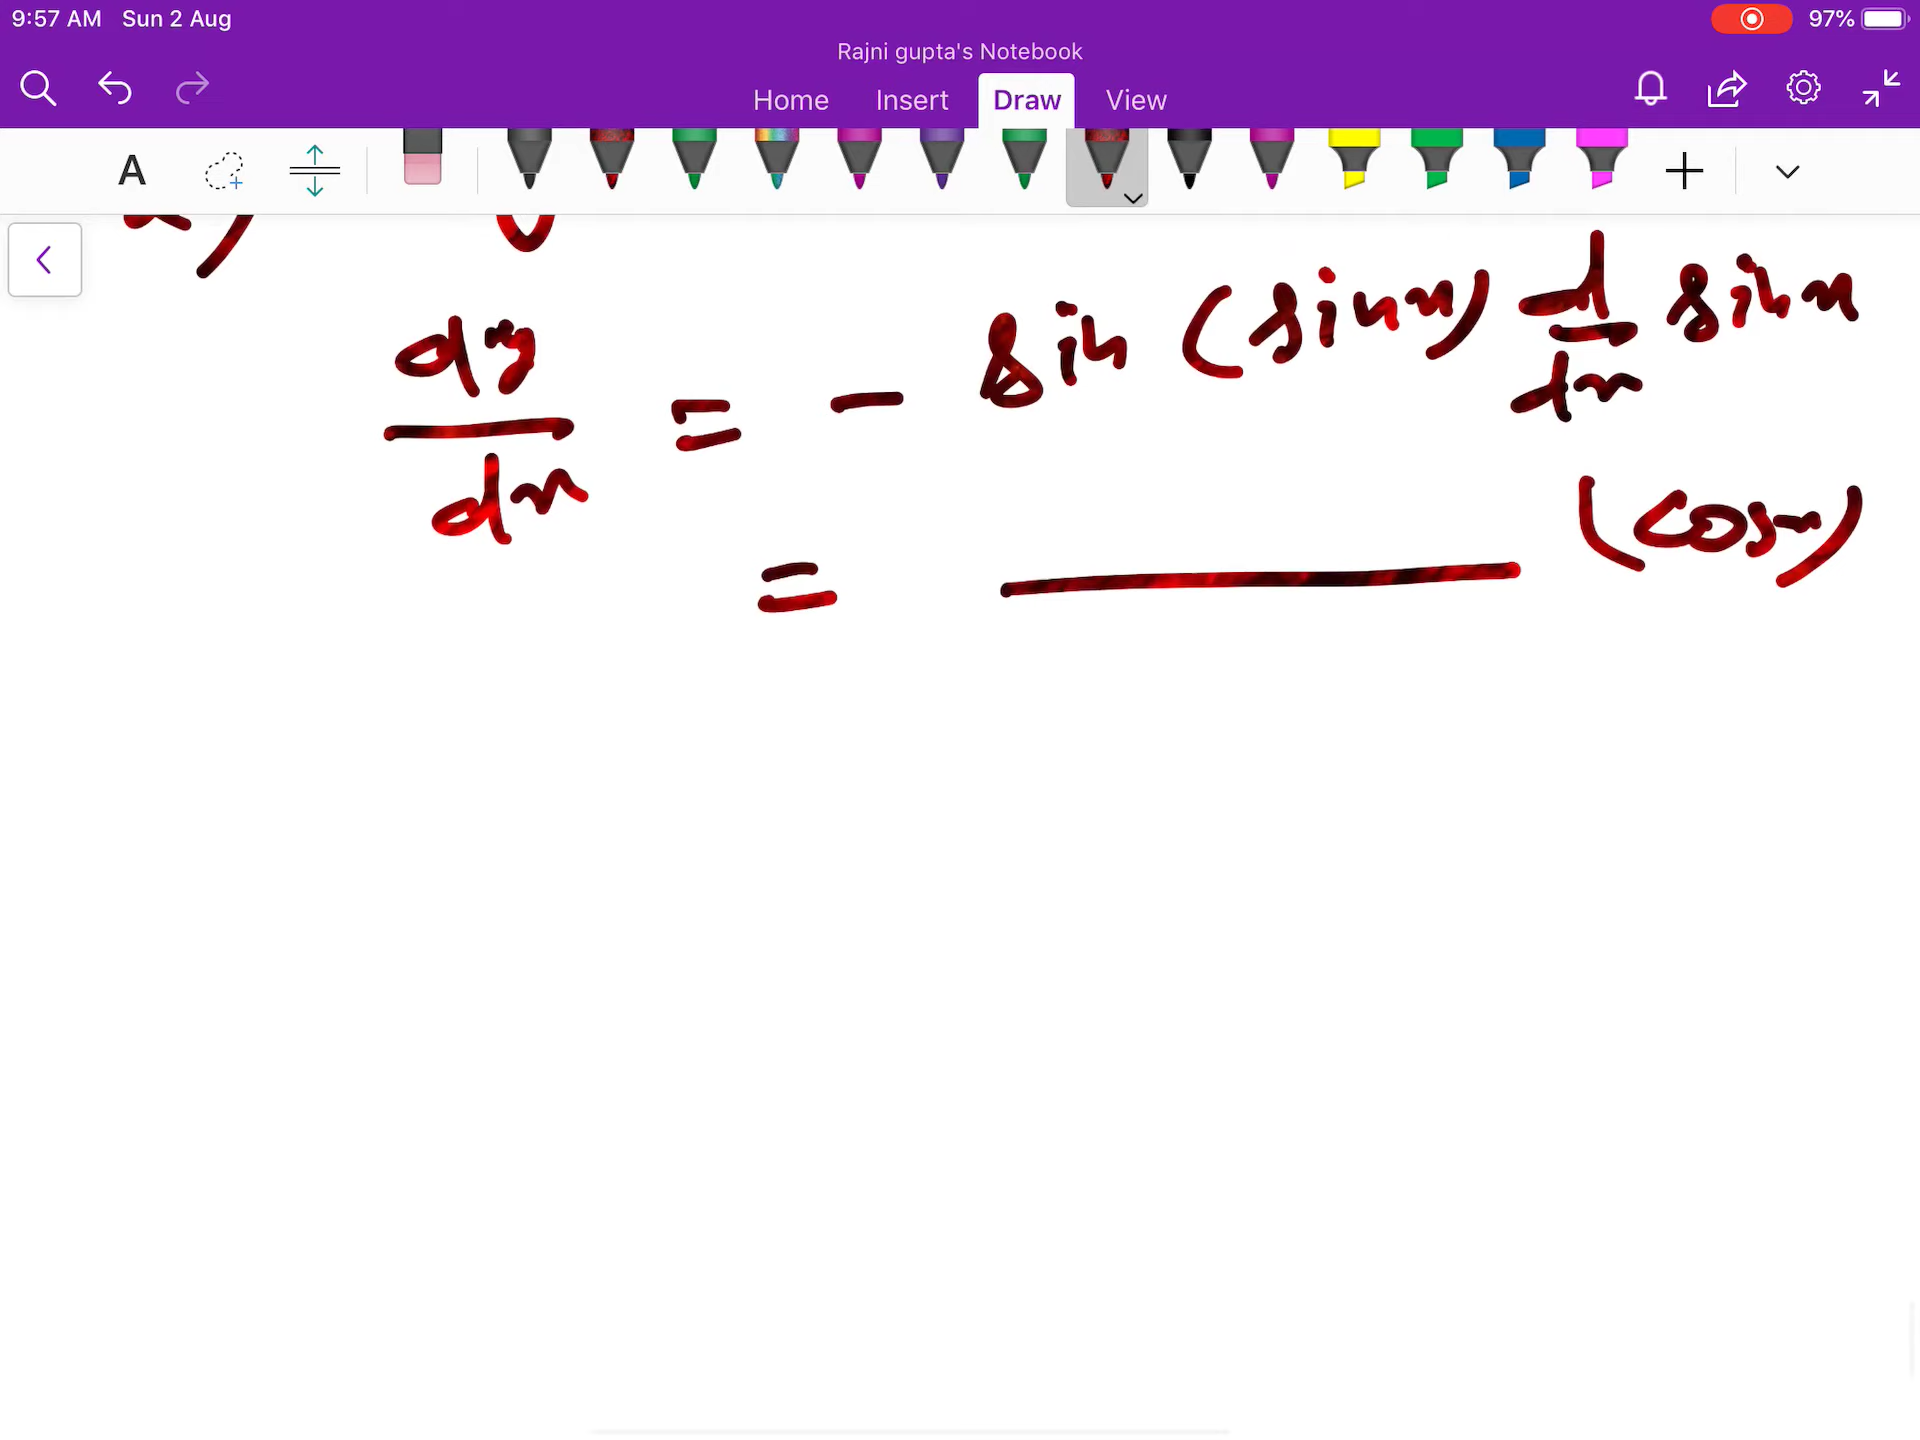 9:57 AM Sun 2 Aug
97%
Rajni gupta's Notebook
Home Insert Draw View
A
dy/dx = - sin (sinx) d/dx sinx
= ———— (cosx)